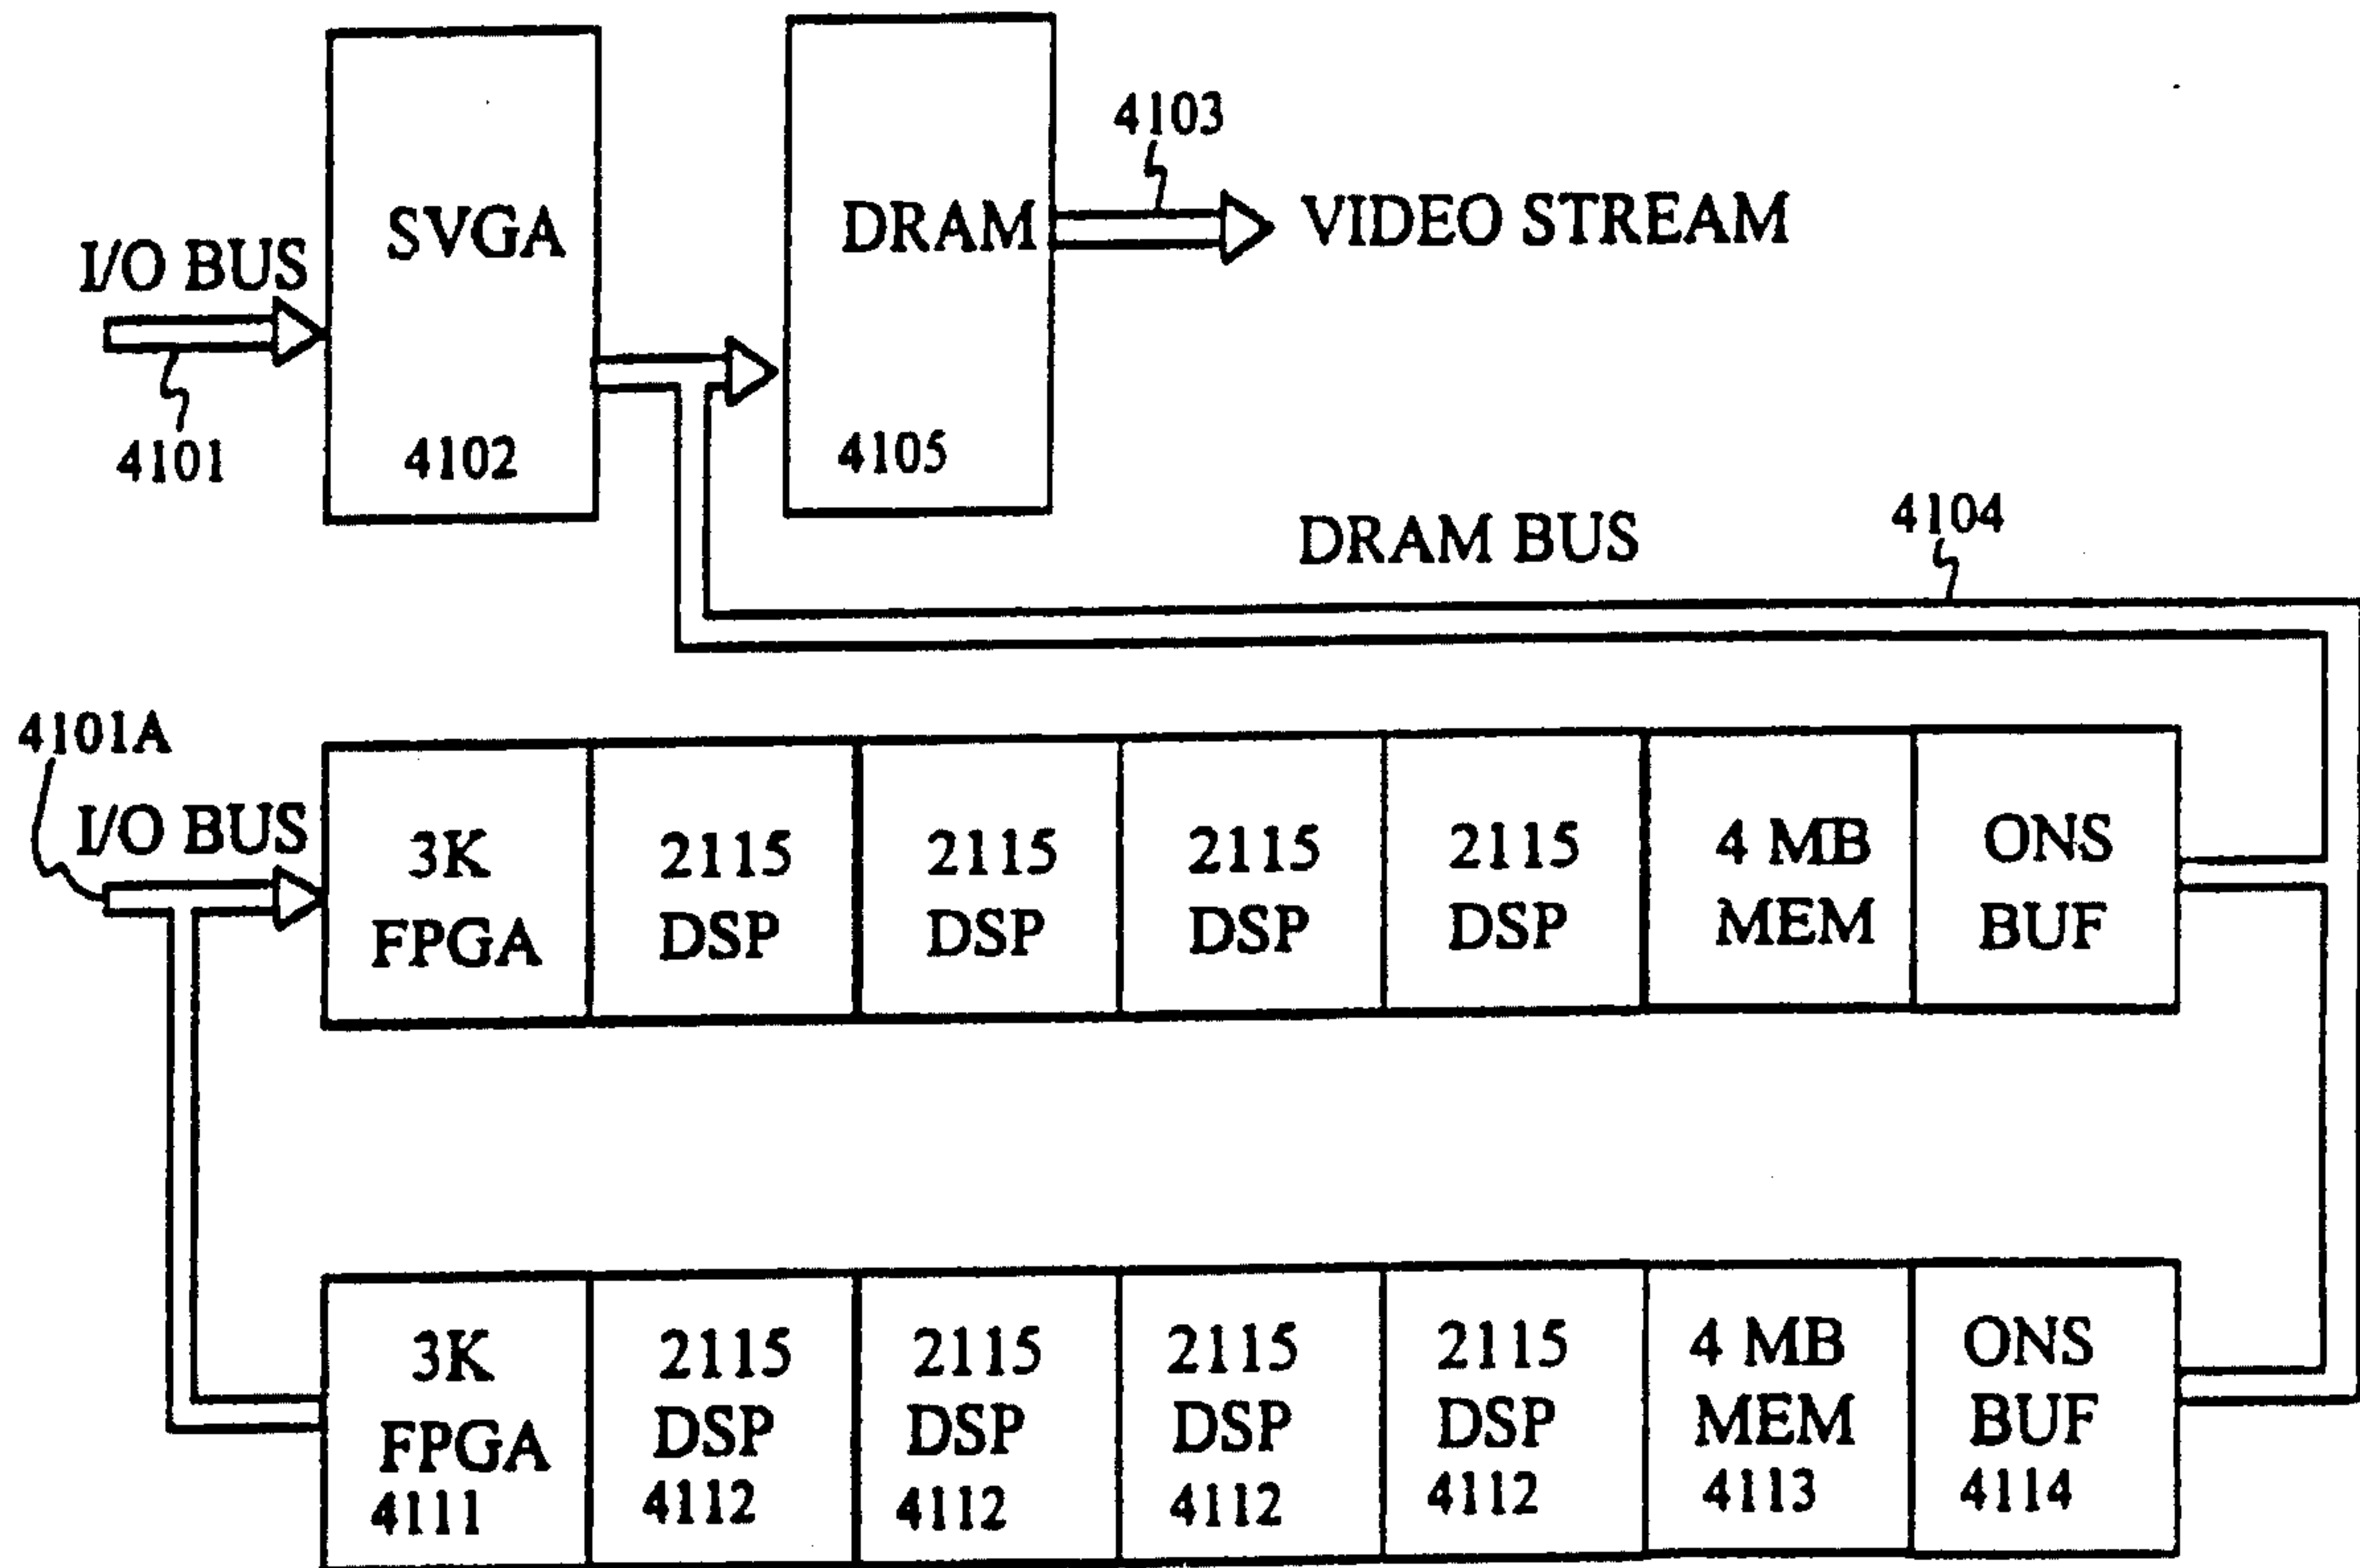 4103
SVGA
DRAM
VIDEO STREAM
I/O BUS
4101
4102
4105
DRAM BUS
4104
4101A
I/O BUS
3K
FPGA
2115
DSP
2115
DSP
2115
DSP
2115
DSP
4 MB
MEM
ONS
BUF
3K
FPGA
4111
2115
DSP
4112
2115
DSP
4112
2115
DSP
4112
2115
DSP
4112
4 MB
MEM
4113
ONS
BUF
4114